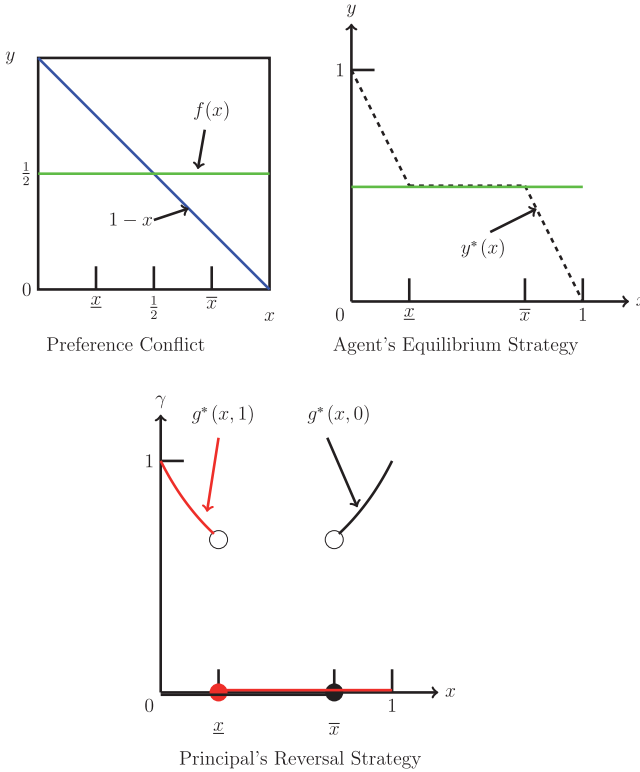 y
f(x)
1/2
1 − x
0
x̲
1/2
x̅
x
Preference Conflict
y
1
y*(x)
0
x̲
x̅
1
x
Agent's Equilibrium Strategy
γ
g*(x, 1)
g*(x, 0)
1
0
x̲
x̅
1
x
Principal's Reversal Strategy